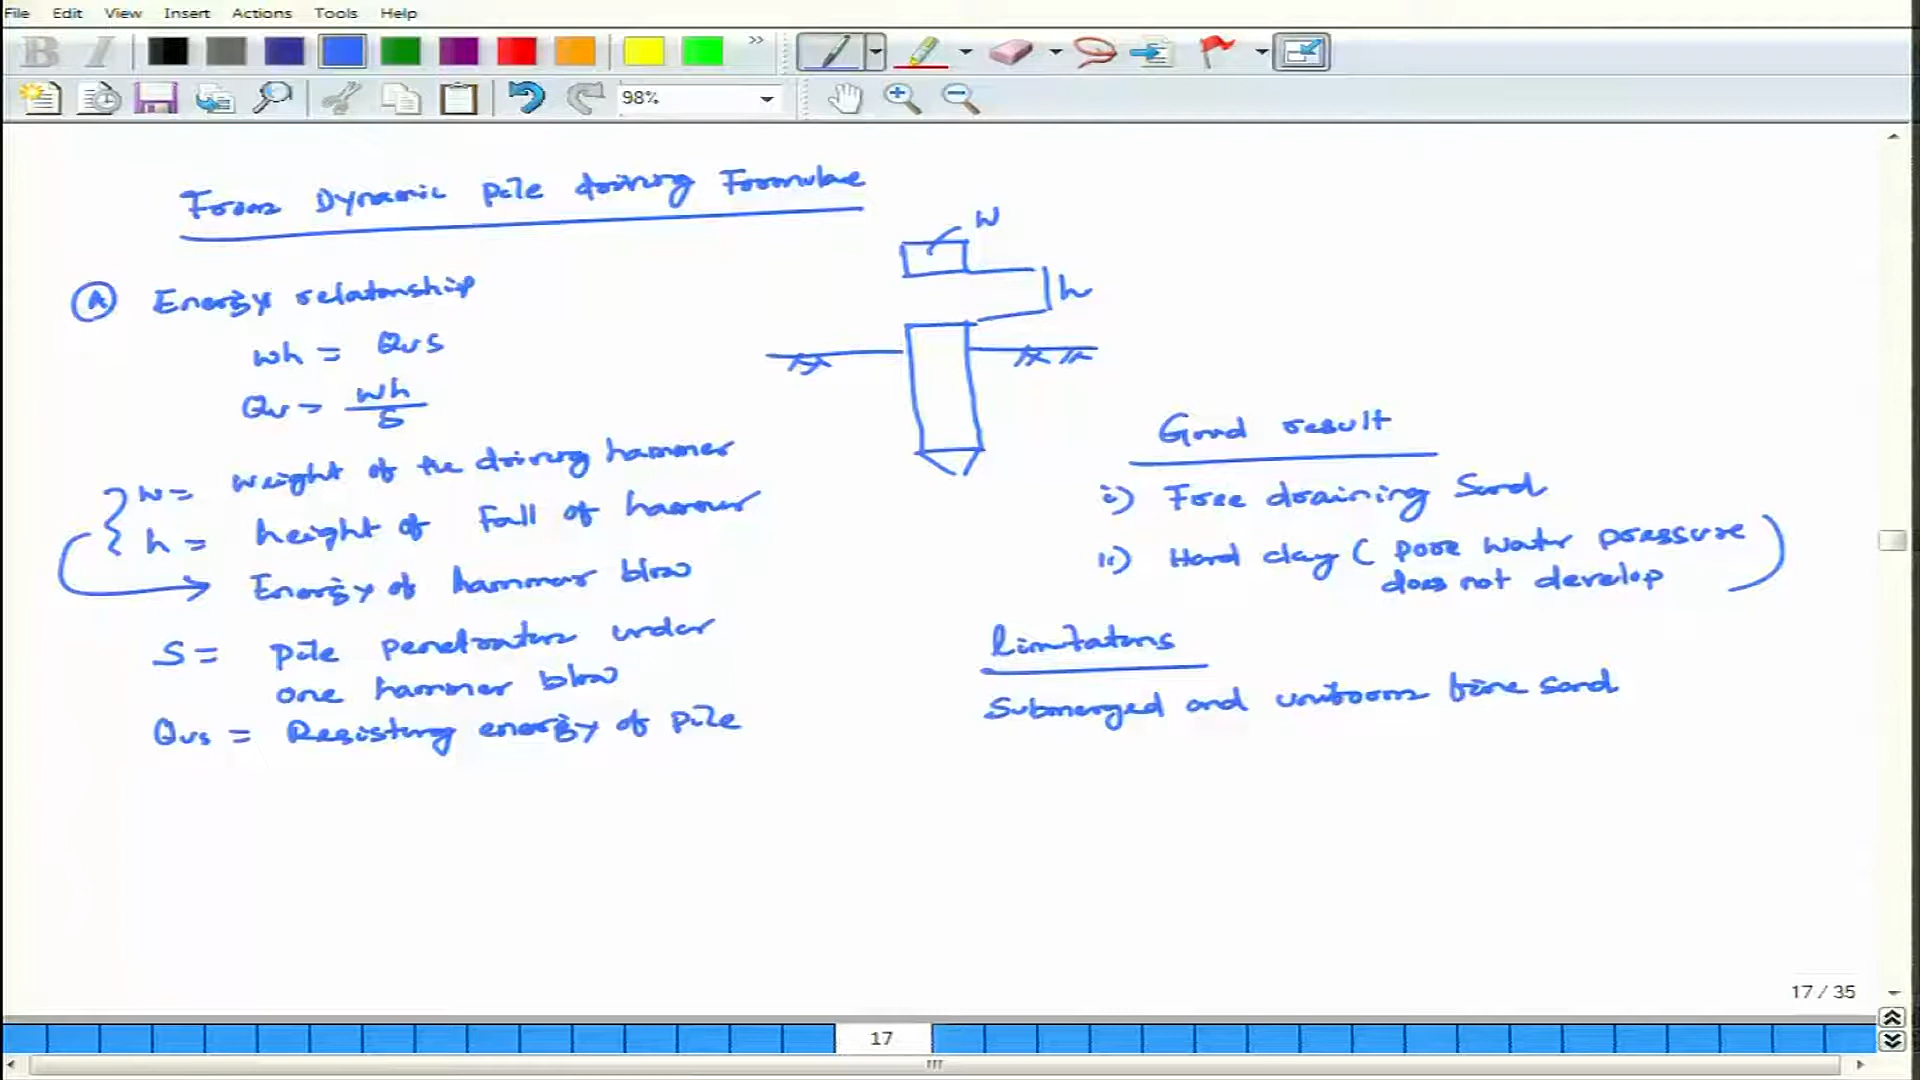 File Edit View Insert Actions Tools Help
B I
98%
From Dynamic pile driving Formulae
W
h
(A) Energy relationship
Wh = Qvs
Qv = Wh/S
W = Weight of the driving hammer
h = height of Fall of hammer
Energy of hammer blow
S = pile penetration under
one hammer blow
Qvs = Resisting energy of pile
Good result
i) Free draining Sand
ii) Hard clay ( pore water pressure
does not develop )
limitations
Submerged and uniform fine sand
17 / 35
17